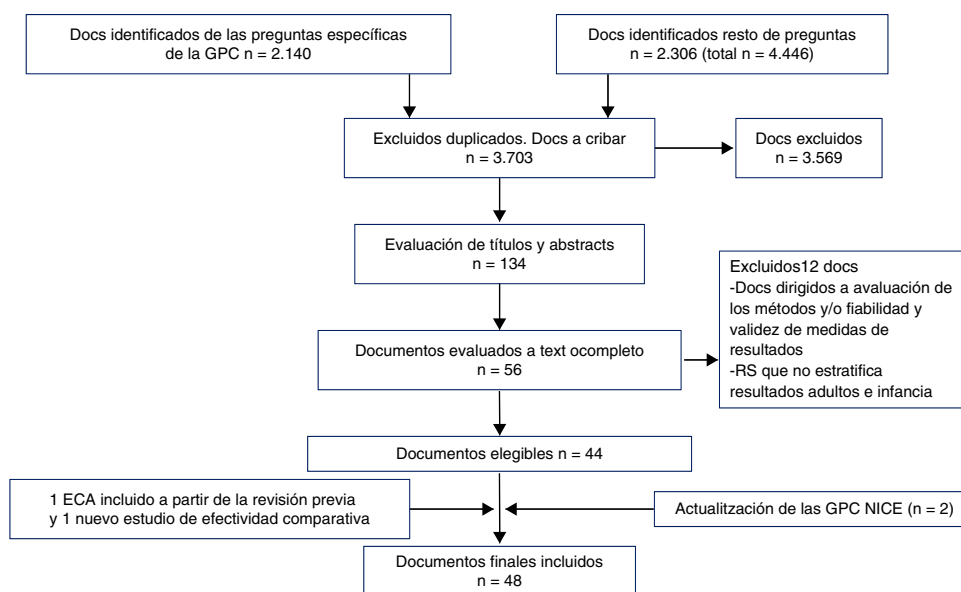 Docs identificados de las preguntas específicas
de la GPC n = 2.140
Docs identificados resto de preguntas
n = 2.306 (total n = 4.446)
Excluidos duplicados. Docs a cribar
n = 3.703
Docs excluidos
n = 3.569
Evaluación de títulos y abstracts
n = 134
Excluidos12 docs
-Docs dirigidos a avaluación de
los métodos y/o fiabilidad y
validez de medidas de
resultados
-RS que no estratifica
resultados adultos e infancia
Documentos evaluados a text ocompleto
n = 56
Documentos elegibles n = 44
1 ECA incluido a partir de la revisión previa
y 1 nuevo estudio de efectividad comparativa
Actualitzación de las GPC NICE (n = 2)
Documentos finales incluidos
n = 48